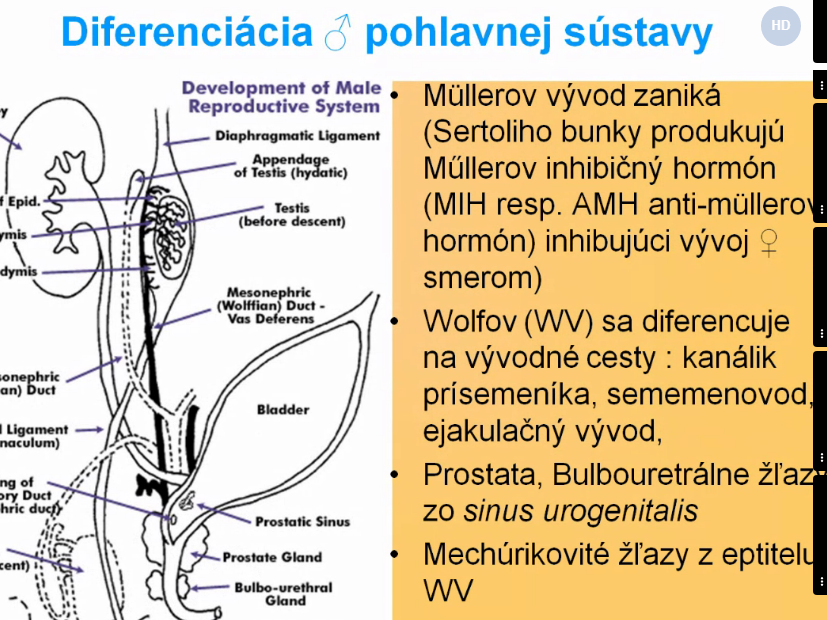 Diferenciácia ♂ pohlavnej sústavy
HD
Development of Male
Reproductive System
Diaphragmatic Ligament
Appendage
of Testis (hydatic)
f Epid.
Testis
(before descent)
ymis
dymis
Mesonephric
(Wolffian) Duct -
Vas Deferens
sonephric
an) Duct
Bladder
l Ligament
naculum)
ng of
ory Duct
phric duct)
Prostatic Sinus
cent)
Prostate Gland
Bulbo-urethral
Gland
• Müllerov vývod zaniká
(Sertoliho bunky produkujú
Műllerov inhibičný hormón
(MIH resp. AMH anti-müllerov
hormón) inhibujúci vývoj ♀
smerom)
• Wolfov (WV) sa diferencuje
na vývodné cesty : kanálik
prísemeníka, sememenovod,
ejakulačný vývod,
• Prostata, Bulbouretrálne žľazy
zo sinus urogenitalis
• Mechúrikovité žľazy z eptitelu
WV